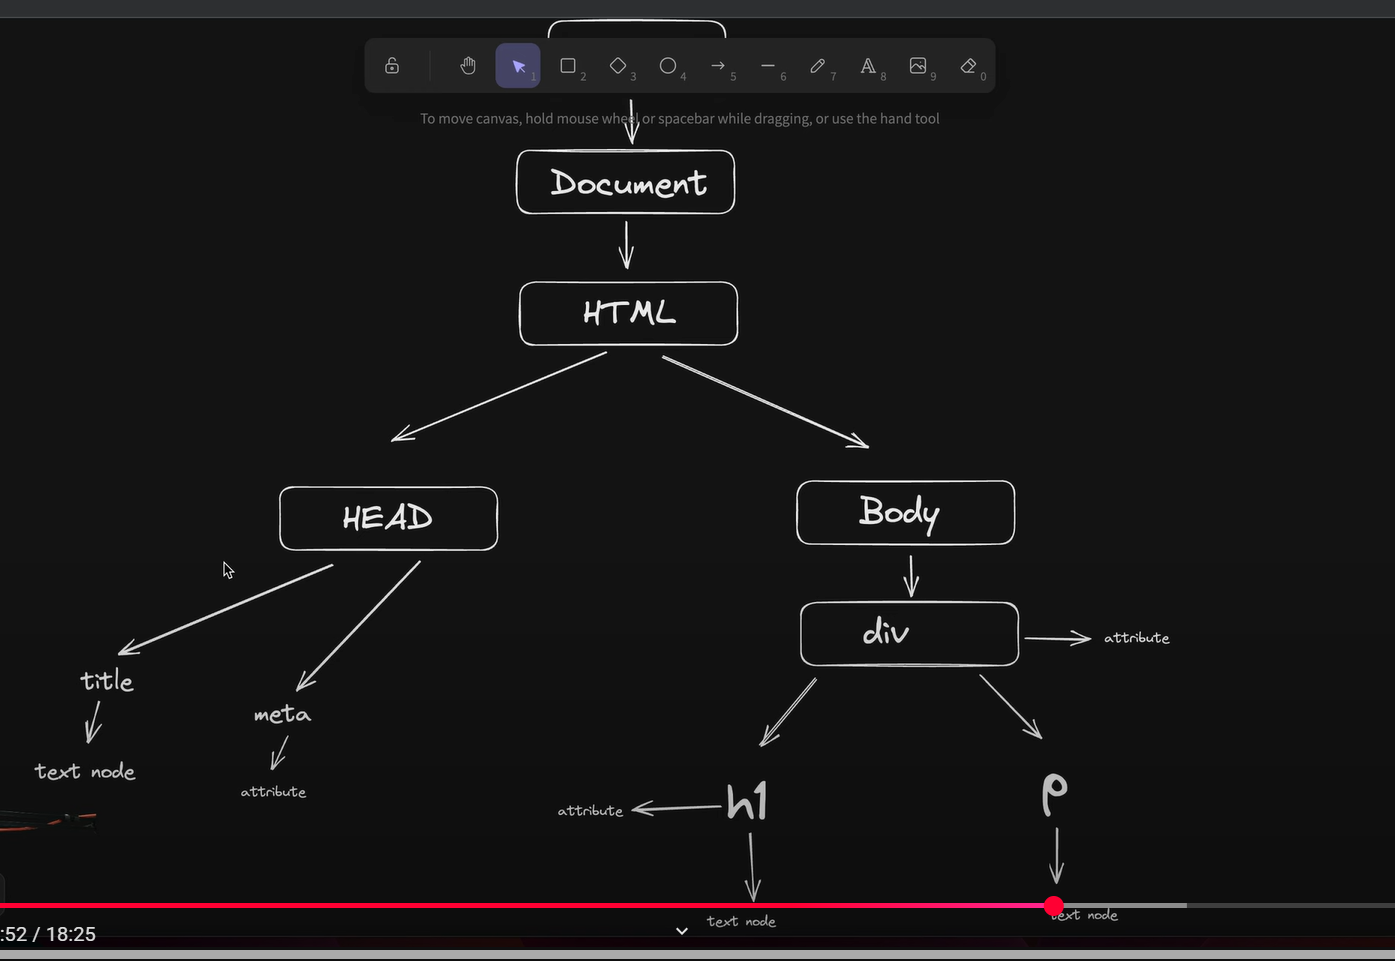 1 2 3 4 5 6 7 8 9 0
To move canvas, hold mouse wheel or spacebar while dragging, or use the hand tool
Document
HTML
HEAD
Body
div
attribute
title
meta
text node
attribute
h1
p
attribute
text node
text node
:52 / 18:25